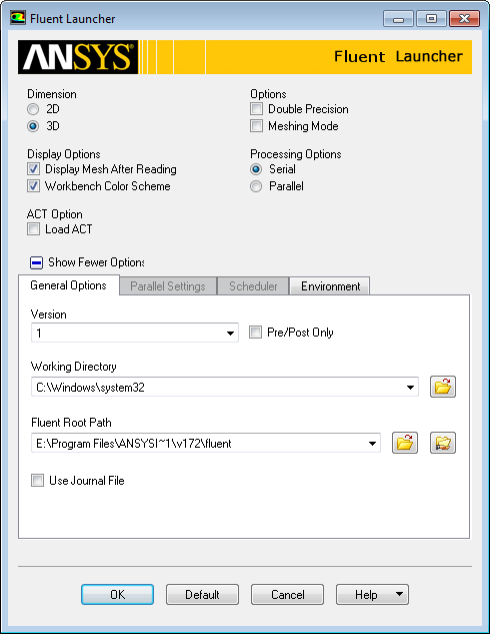 Fluent Launcher
ANSYS® Fluent Launcher
Dimension Options
2D Double Precision
3D Meshing Mode
Display Options Processing Options
Display Mesh After Reading Serial
Workbench Color Scheme Parallel
ACT Option
Load ACT
Show Fewer Options
General Options Parallel Settings Scheduler Environment
Version
1 Pre/Post Only
Working Directory
C:\Windows\system32
Fluent Root Path
E:\Program Files\ANSYSI~1\v172\fluent
Use Journal File
OK Default Cancel Help